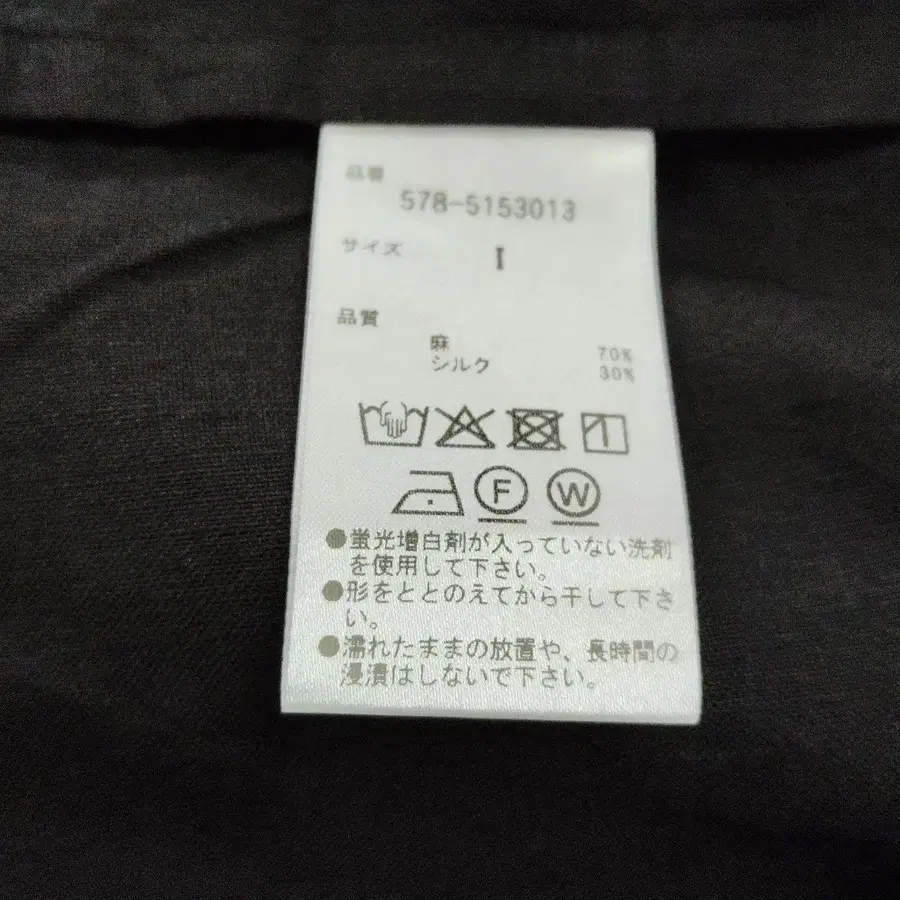 品番
578-5153013
サイズ I
品質
麻 70%
シルク 30%
F W
●蛍光増白剤が入っていない洗剤
を使用して下さい。
●形をととのえてから干して下さ
い。
●濡れたままの放置や、長時間の
浸漬はしないで下さい。